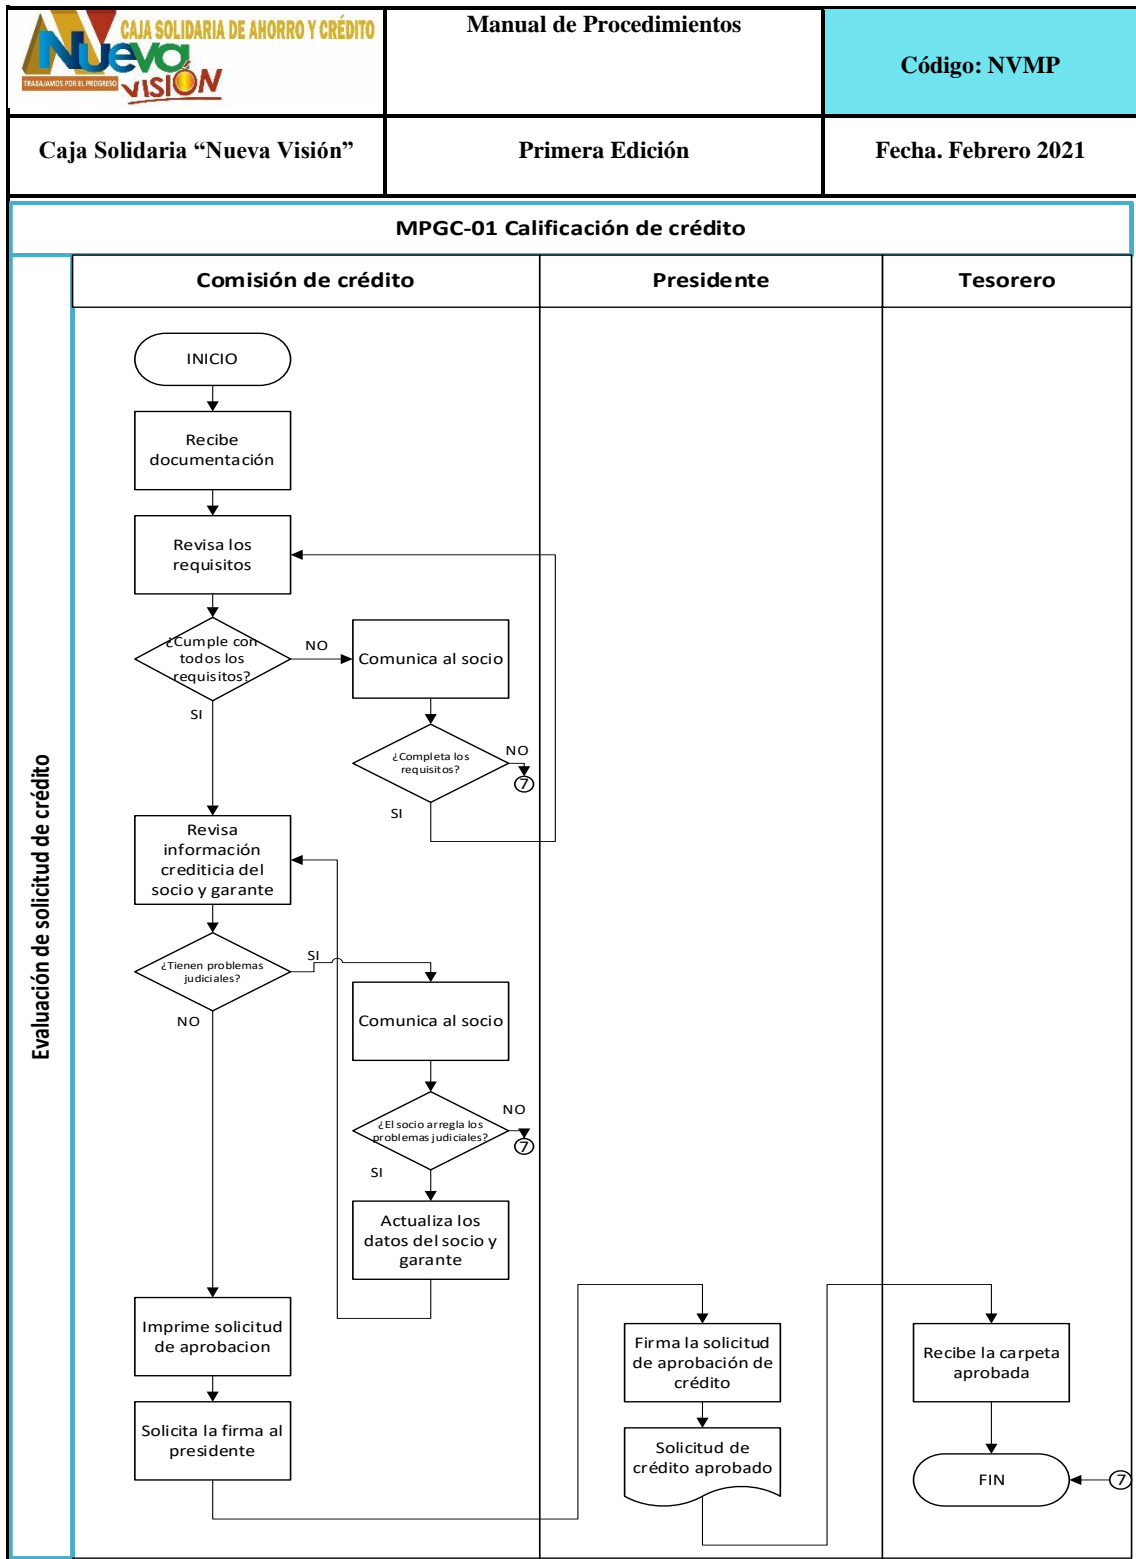 CAJA SOLIDARIA DE AHORRO Y CRÉDITO
Nueva
VISIÓN
TRABAJAMOS POR EL PROGRESO
Manual de Procedimientos
Código: NVMP
Caja Solidaria “Nueva Visión”
Primera Edición
Fecha. Febrero 2021
MPGC-01 Calificación de crédito
Evaluación de solicitud de crédito
Comisión de crédito
Presidente
Tesorero
INICIO
Recibe
documentación
Revisa los
requisitos
¿Cumple con
todos los
requisitos?
NO
Comunica al socio
SI
¿Completa los
requisitos?
NO
7
SI
Revisa
información
crediticia del
socio y garante
¿Tienen problemas
judiciales?
SI
NO
Comunica al socio
¿El socio arregla los
problemas judiciales?
NO
7
SI
Actualiza los
datos del socio y
garante
Imprime solicitud
de aprobacion
Solicita la firma al
presidente
Firma la solicitud
de aprobación de
crédito
Solicitud de
crédito aprobado
Recibe la carpeta
aprobada
FIN
7